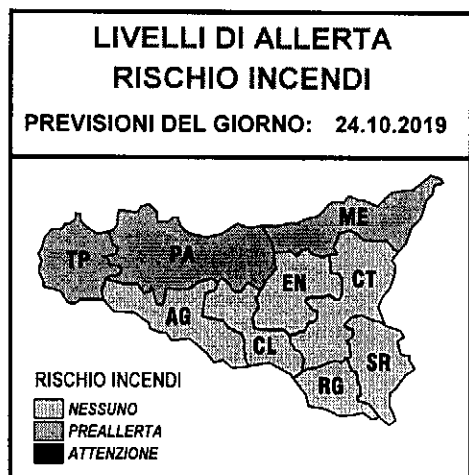 LIVELLI DI ALLERTA
RISCHIO INCENDI
PREVISIONI DEL GIORNO: 24.10.2019
ME
TP
PA
EN
CT
AG
CL
SR
RG
RISCHIO INCENDI
NESSUNO
PREALLERTA
ATTENZIONE